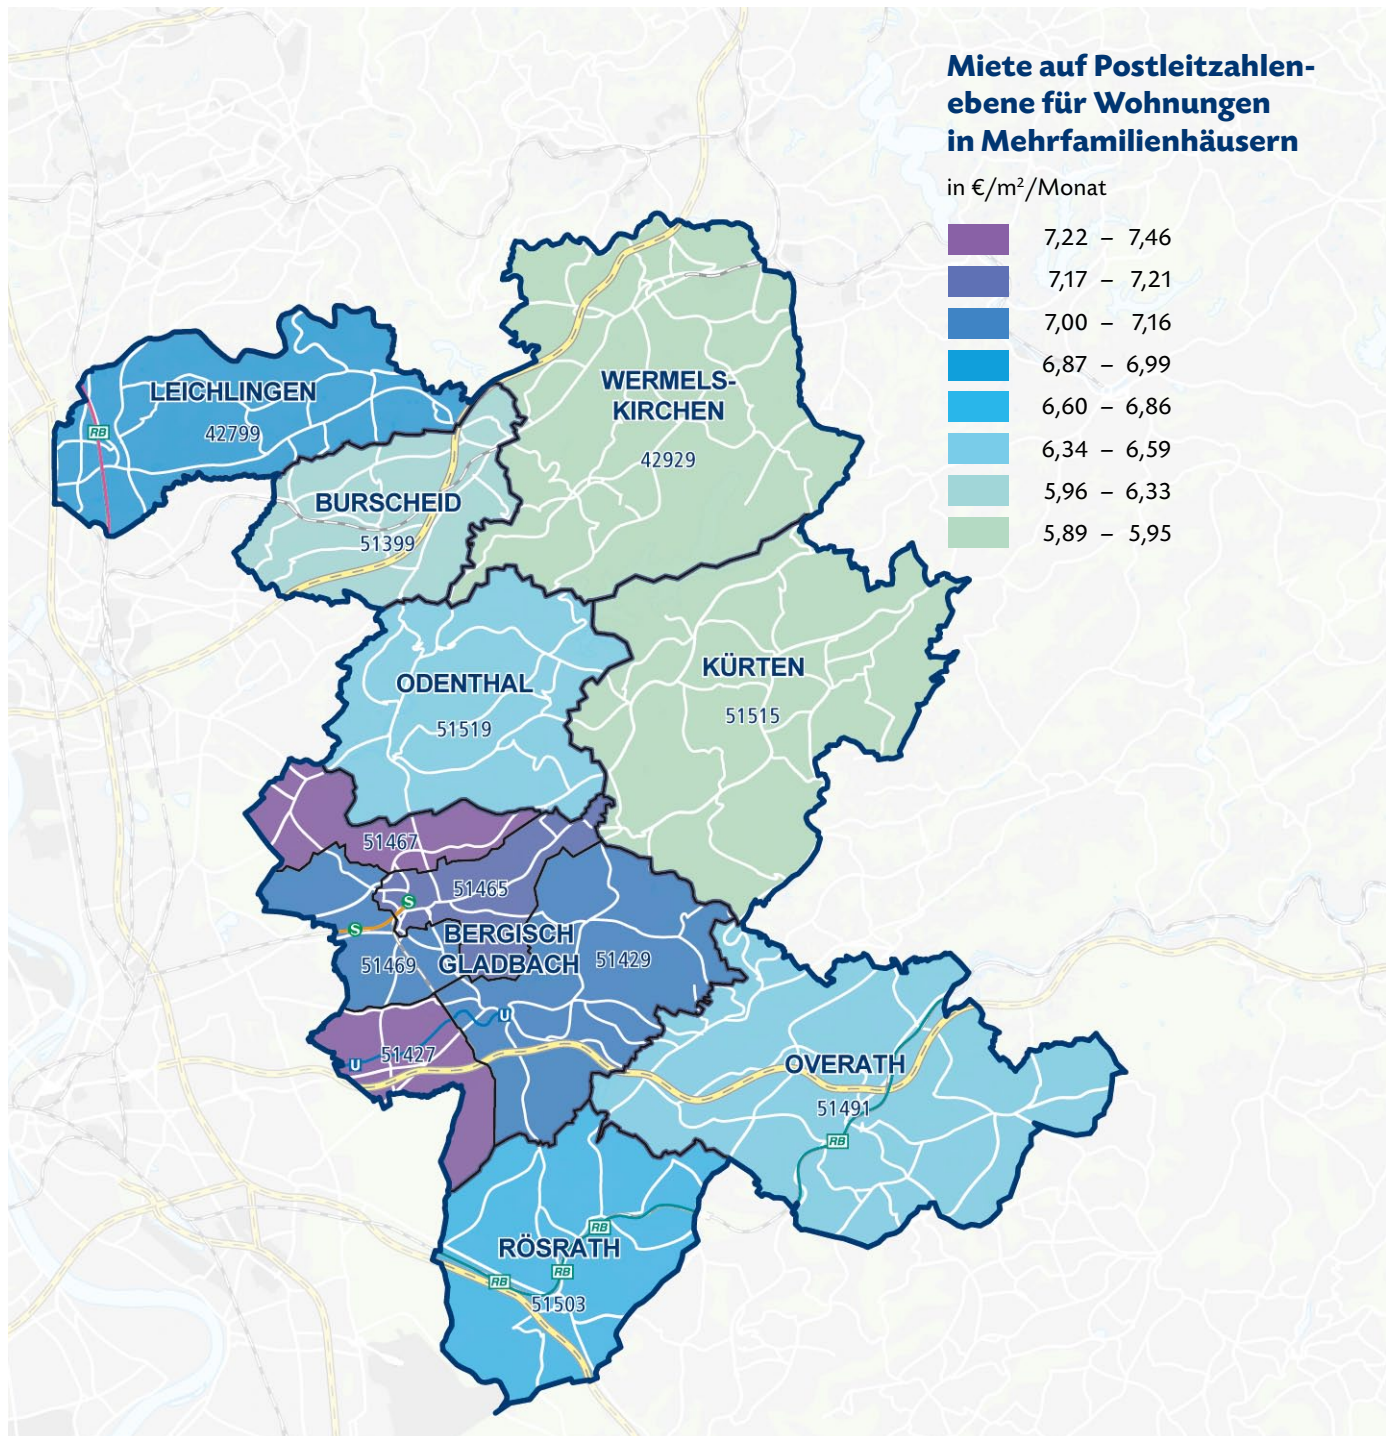 Miete auf Postleitzahlen-
ebene für Wohnungen
in Mehrfamilienhäusern
in €/m²/Monat
7,22 – 7,46
7,17 – 7,21
7,00 – 7,16
6,87 – 6,99
6,60 – 6,86
6,34 – 6,59
5,96 – 6,33
5,89 – 5,95
LEICHLINGEN
42799
RB
WERMELS-
KIRCHEN
42929
BURSCHEID
51399
ODENTHAL
51519
KÜRTEN
51515
51467
51465
S
S
BERGISCH
GLADBACH
51469
51429
U
U
51427
OVERATH
51491
RB
RÖSRATH
RB
RB
RB
51503